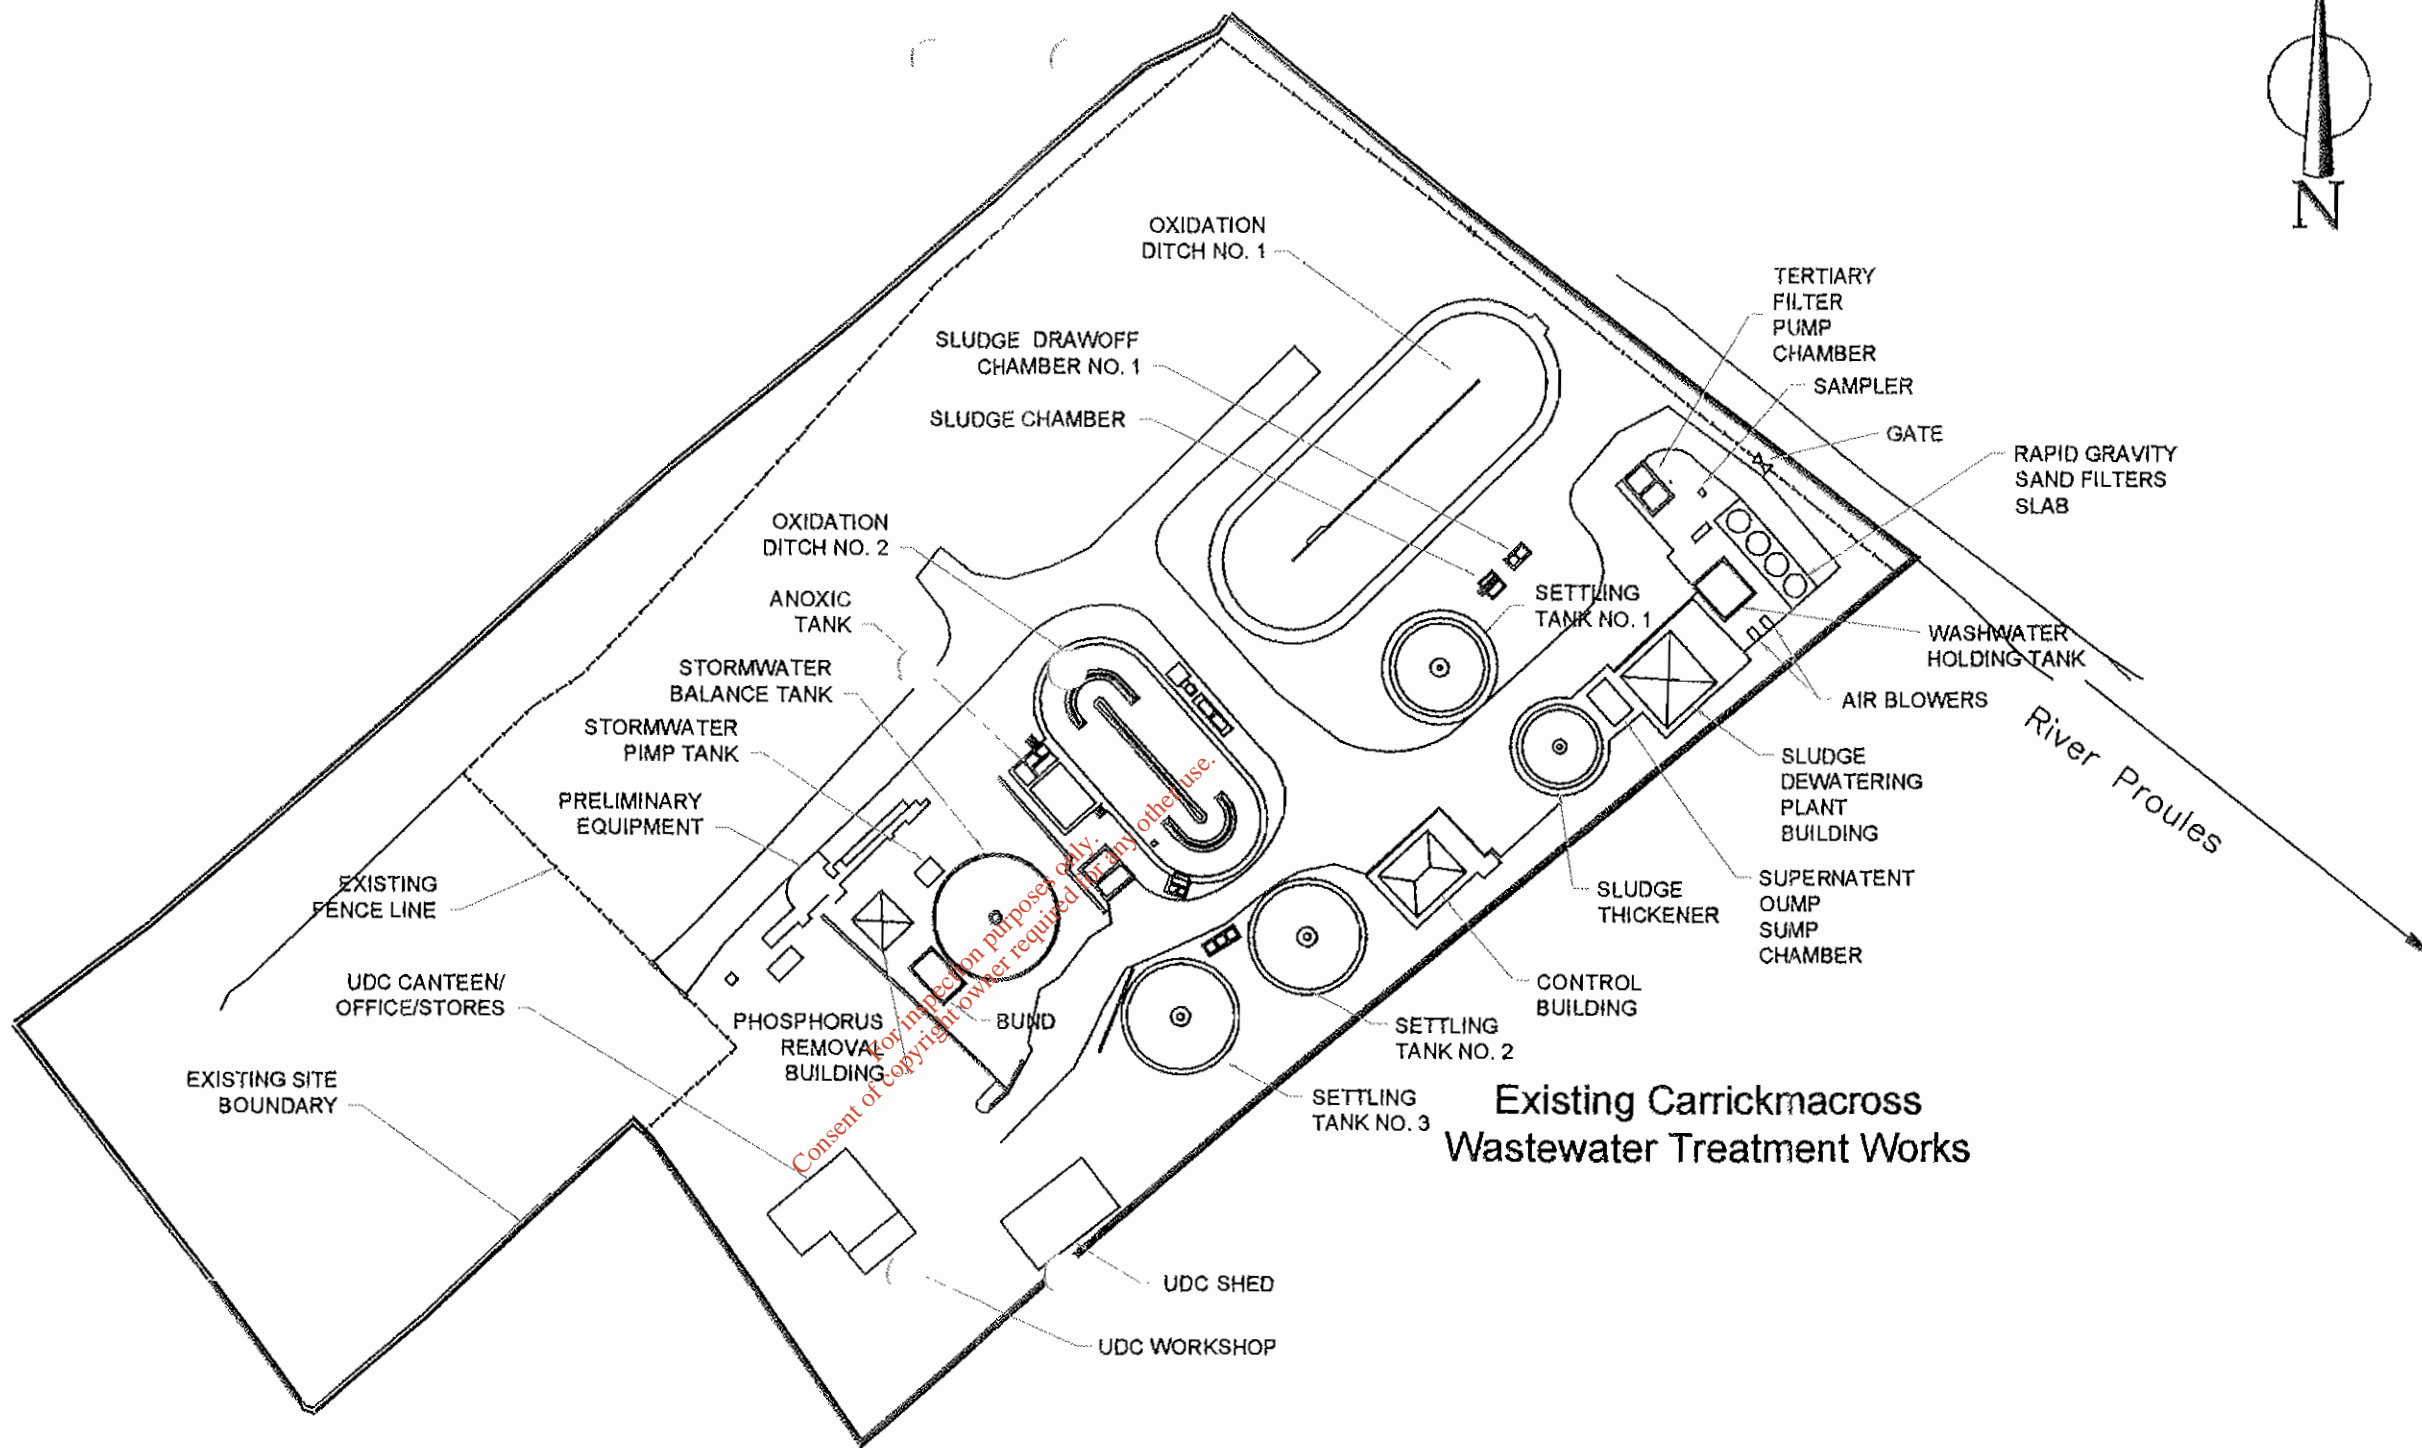 N
OXIDATION
DITCH NO. 1
TERTIARY
FILTER
PUMP
CHAMBER
SLUDGE DRAWOFF
CHAMBER NO. 1
SAMPLER
SLUDGE CHAMBER
GATE
RAPID GRAVITY
SAND FILTERS
SLAB
OXIDATION
DITCH NO. 2
ANOXIC
TANK
SETTLING
TANK NO. 1
WASHWATER
HOLDING TANK
STORMWATER
BALANCE TANK
AIR BLOWERS
STORMWATER
PIMP TANK
River Proules
SLUDGE
DEWATERING
PLANT
BUILDING
PRELIMINARY
EQUIPMENT
EXISTING
FENCE LINE
SLUDGE
THICKENER
SUPERNATENT
OUMP
SUMP
CHAMBER
UDC CANTEEN/
OFFICE/STORES
CONTROL
BUILDING
PHOSPHORUS
REMOVAL
BUILDING
BUND
SETTLING
TANK NO. 2
EXISTING SITE
BOUNDARY
SETTLING
TANK NO. 3
Existing Carrickmacross
Wastewater Treatment Works
UDC SHED
UDC WORKSHOP
For inspection purposes only.
Consent of copyright owner required for any other use.